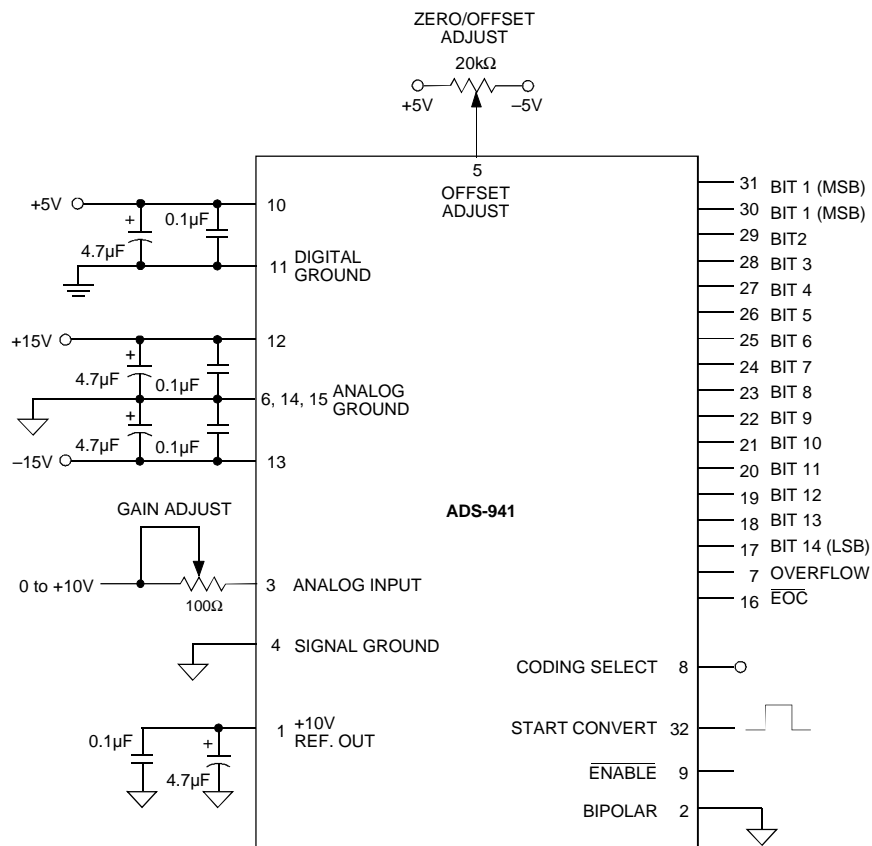 ZERO/OFFSET
ADJUST
20kΩ
+5V
–5V
5
OFFSET
ADJUST
+5V
+
4.7µF
0.1µF
10
11 DIGITAL
GROUND
+15V
+
4.7µF
0.1µF
12
6, 14, 15 ANALOG
GROUND
+
4.7µF
0.1µF
–15V
13
GAIN ADJUST
0 to +10V
100Ω
3 ANALOG INPUT
4 SIGNAL GROUND
1 +10V
REF. OUT
0.1µF
+
4.7µF
ADS-941
31 BIT 1 (MSB)
30 BIT 1 (MSB)
29 BIT2
28 BIT 3
27 BIT 4
26 BIT 5
25 BIT 6
24 BIT 7
23 BIT 8
22 BIT 9
21 BIT 10
20 BIT 11
19 BIT 12
18 BIT 13
17 BIT 14 (LSB)
7 OVERFLOW
16 EOC
CODING SELECT 8
START CONVERT 32
ENABLE 9
BIPOLAR 2